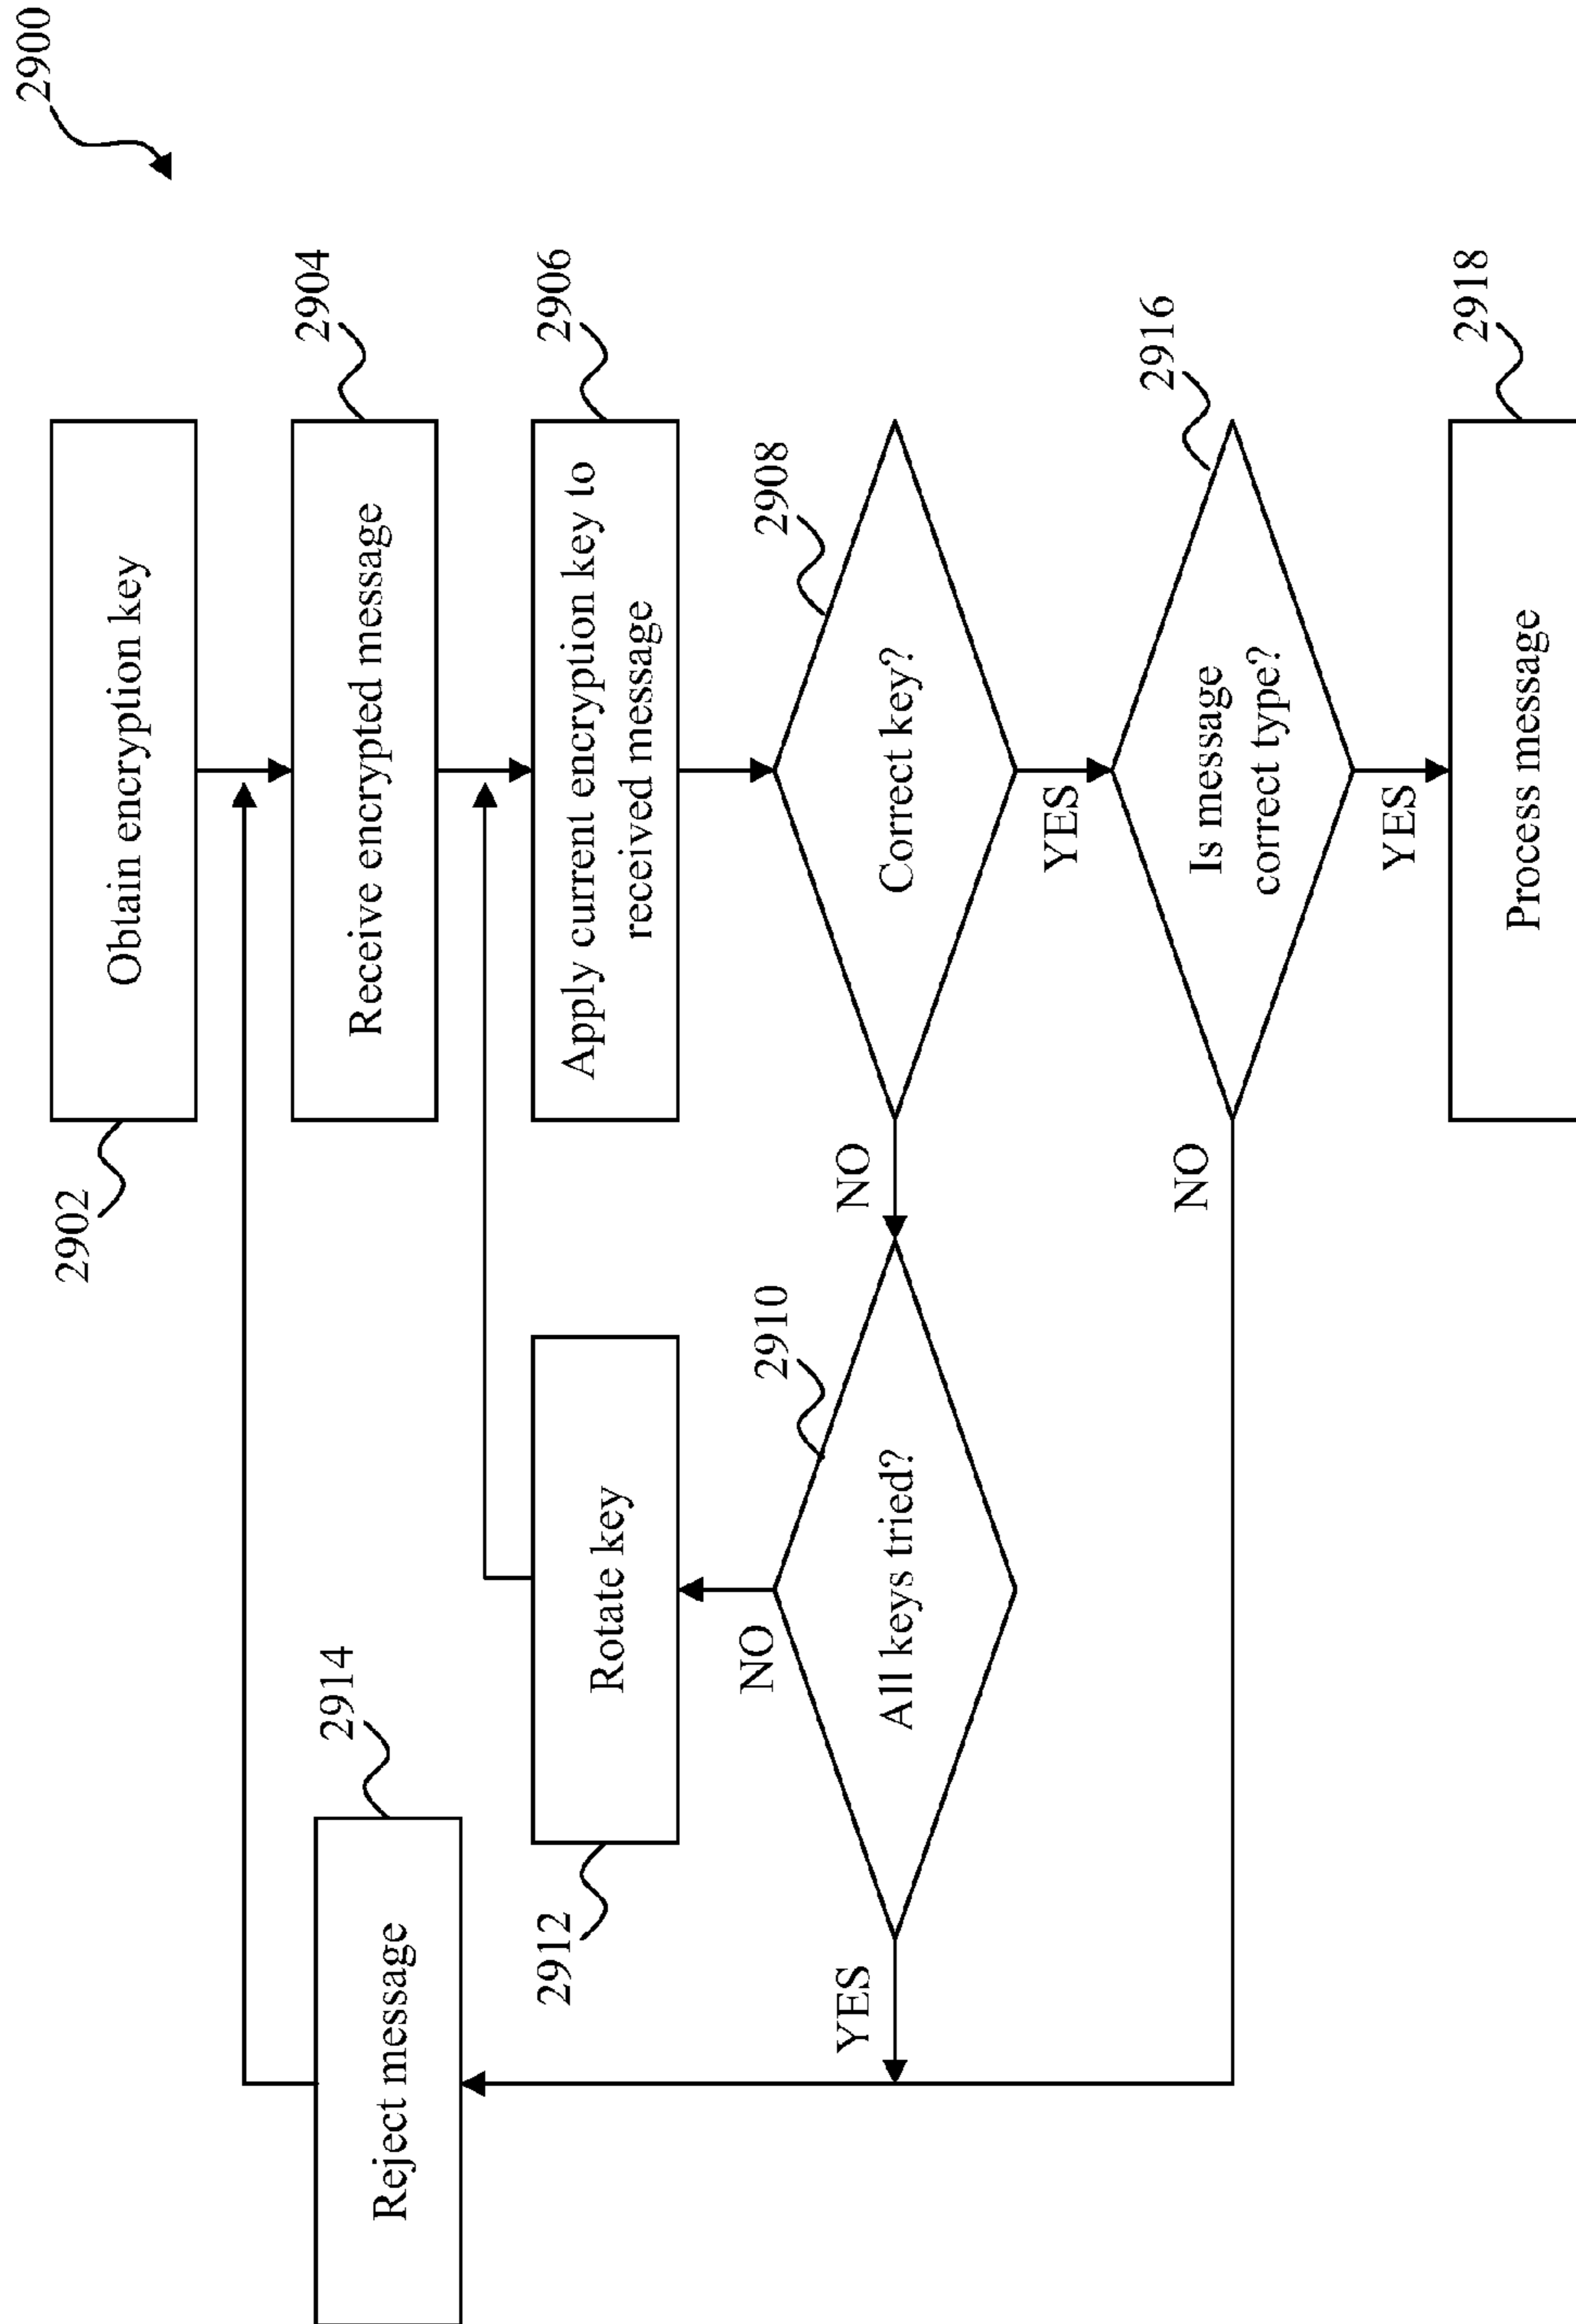 2900
Obtain encryption key
2902
Receive encrypted message
2904
Apply current encryption key to
received message
2906
Correct key?
2908
NO
YES
All keys tried?
2910
NO
YES
Rotate key
2912
Reject message
2914
Is message
correct type?
2916
NO
YES
Process message
2918